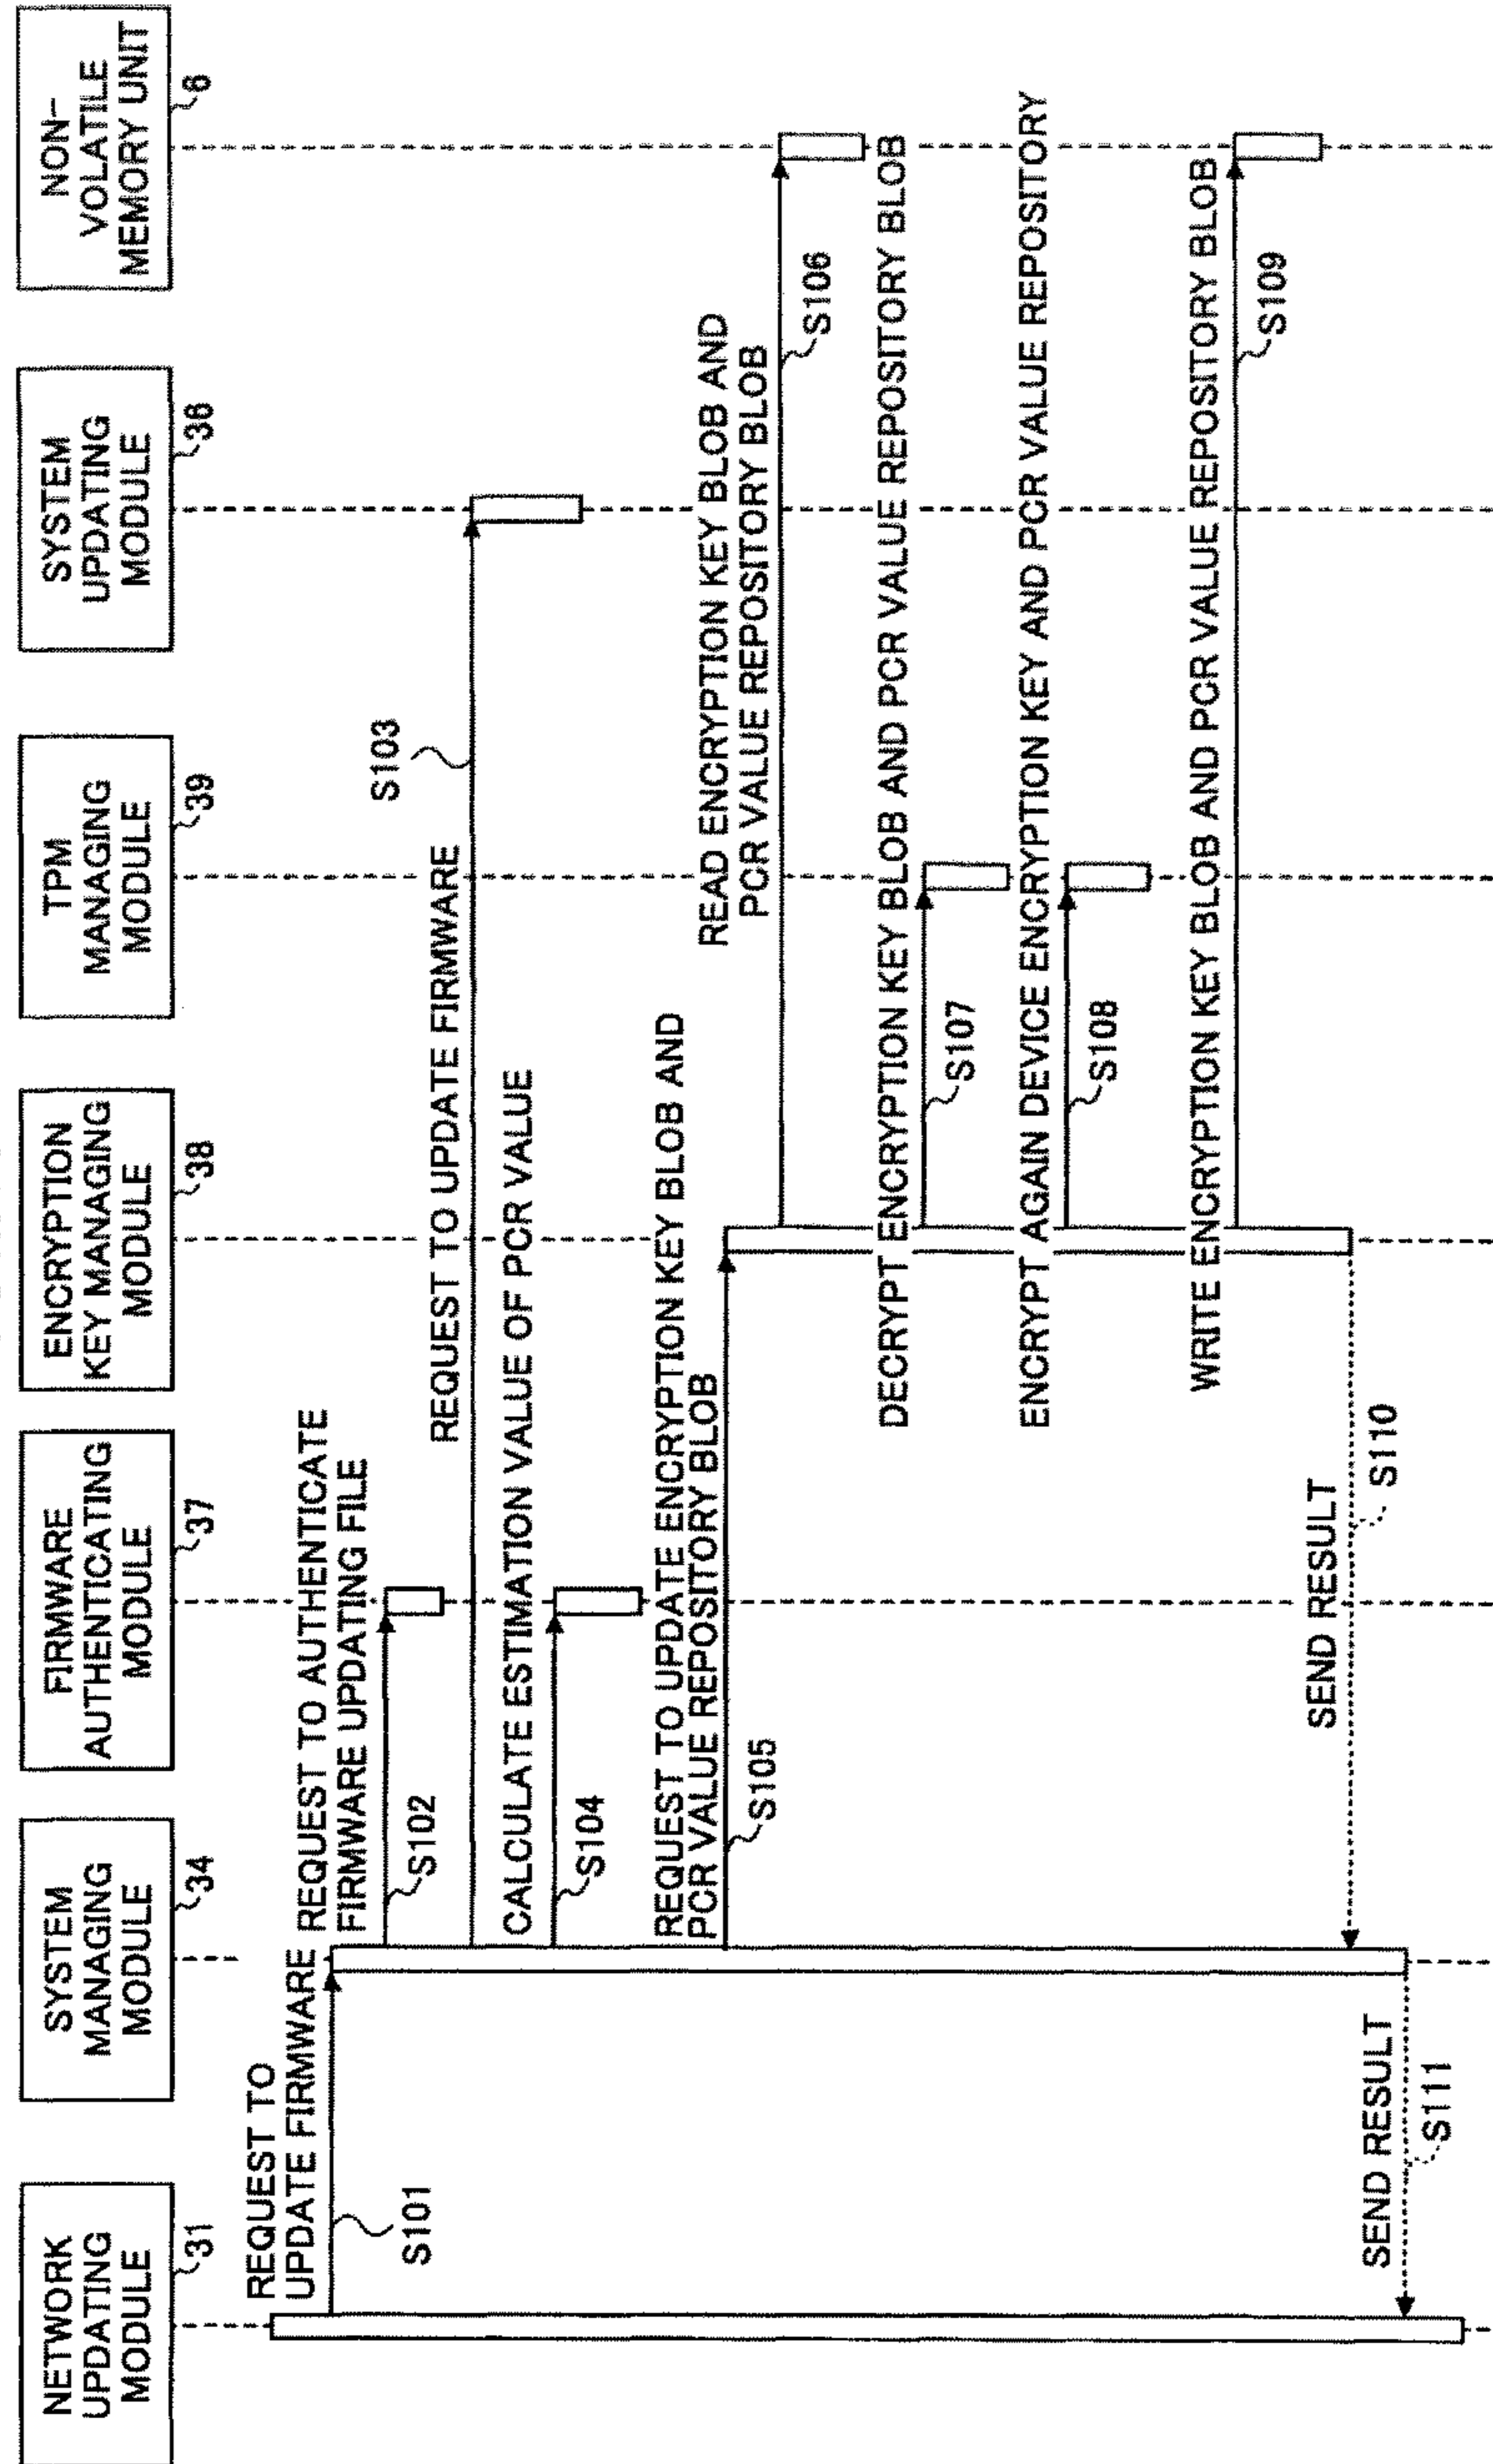 NETWORK
UPDATING
MODULE
31
SYSTEM
MANAGING
MODULE
34
FIRMWARE
AUTHENTICATING
MODULE
37
ENCRYPTION
KEY MANAGING
MODULE
38
TPM
MANAGING
MODULE
39
SYSTEM
UPDATING
MODULE
36
NON-
VOLATILE
MEMORY UNIT
6
REQUEST TO
UPDATE FIRMWARE
S101
REQUEST TO AUTHENTICATE
FIRMWARE UPDATING FILE
S102
REQUEST TO UPDATE FIRMWARE
S103
CALCULATE ESTIMATION VALUE OF PCR VALUE
S104
REQUEST TO UPDATE ENCRYPTION KEY BLOB AND
PCR VALUE REPOSITORY BLOB
S105
READ ENCRYPTION KEY BLOB AND
PCR VALUE REPOSITORY BLOB
S106
DECRYPT ENCRYPTION KEY BLOB AND PCR VALUE REPOSITORY BLOB
S107
ENCRYPT AGAIN DEVICE ENCRYPTION KEY AND PCR VALUE REPOSITORY
S108
WRITE ENCRYPTION KEY BLOB AND PCR VALUE REPOSITORY BLOB
S109
SEND RESULT
S110
SEND RESULT
S111